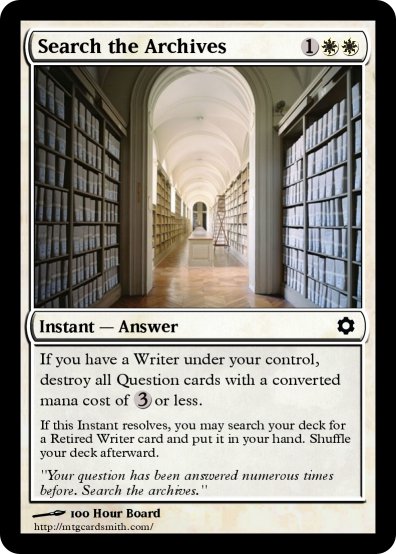 Search the Archives 1
Instant — Answer
If you have a Writer under your control,
destroy all Question cards with a converted
mana cost of 3 or less.
If this Instant resolves, you may search your deck for
a Retired Writer card and put it in your hand. Shuffle
your deck afterward.
"Your question has been answered numerous times
before. Search the archives."
100 Hour Board
http://mtgcardsmith.com/